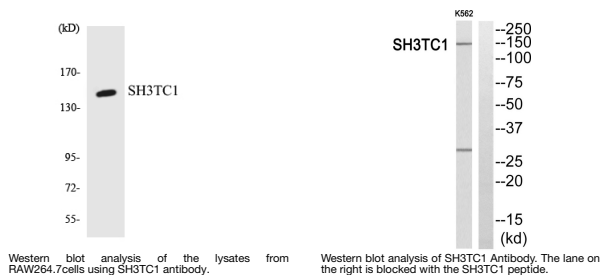 (kD)
170-
SH3TC1
130-
95-
72-
55-
Western blot analysis of the lysates from
RAW264.7cells using SH3TC1 antibody.
K562
SH3TC1
--250
--150
--100
--75
--50
--37
--25
--20
--15
(kd)
Western blot analysis of SH3TC1 Antibody. The lane on
the right is blocked with the SH3TC1 peptide.